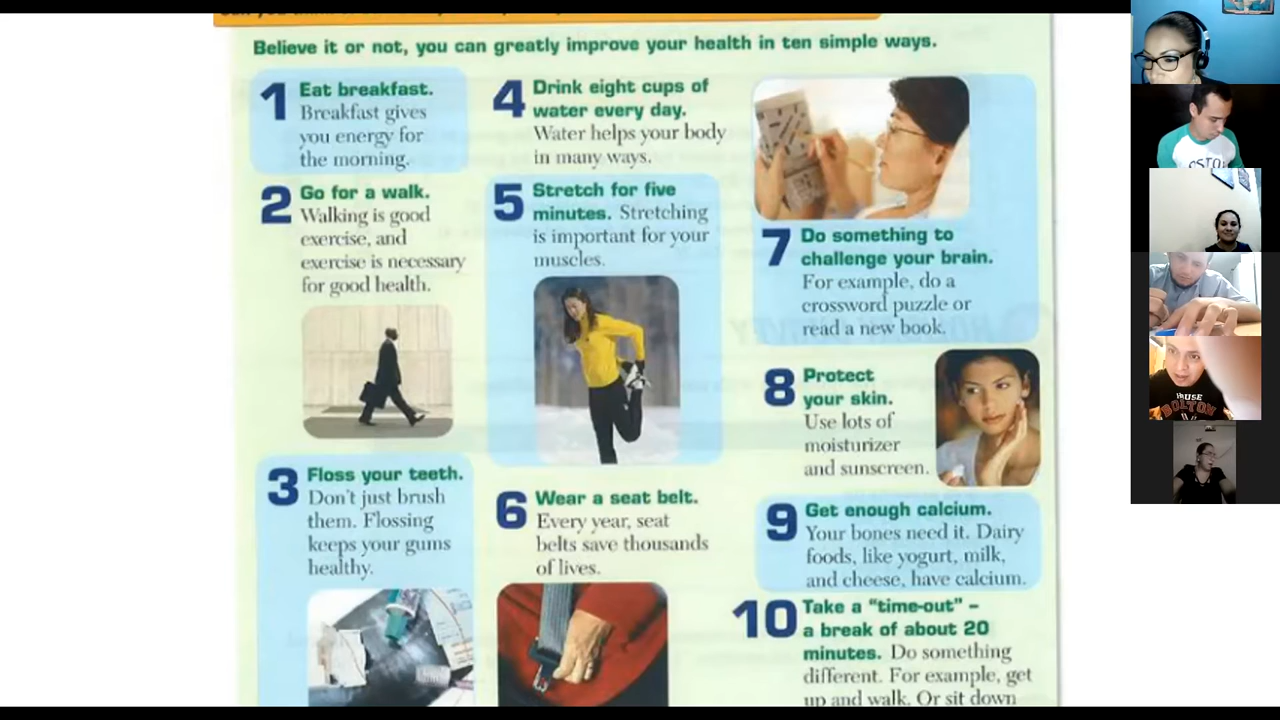 Believe it or not, you can greatly improve your health in ten simple ways.
1 Eat breakfast.
Breakfast gives
you energy for
the morning.
2 Go for a walk.
Walking is good
exercise, and
exercise is necessary
for good health.
3 Floss your teeth.
Don't just brush
them. Flossing
keeps your gums
healthy.
4 Drink eight cups of
water every day.
Water helps your body
in many ways.
5 Stretch for five
minutes. Stretching
is important for your
muscles.
6 Wear a seat belt.
Every year, seat
belts save thousands
of lives.
7 Do something to
challenge your brain.
For example, do a
crossword puzzle or
read a new book.
8 Protect
your skin.
Use lots of
moisturizer
and sunscreen.
9 Get enough calcium.
Your bones need it. Dairy
foods, like yogurt, milk,
and cheese, have calcium.
10 Take a "time-out" –
a break of about 20
minutes. Do something
different. For example, get
up and walk. Or sit down